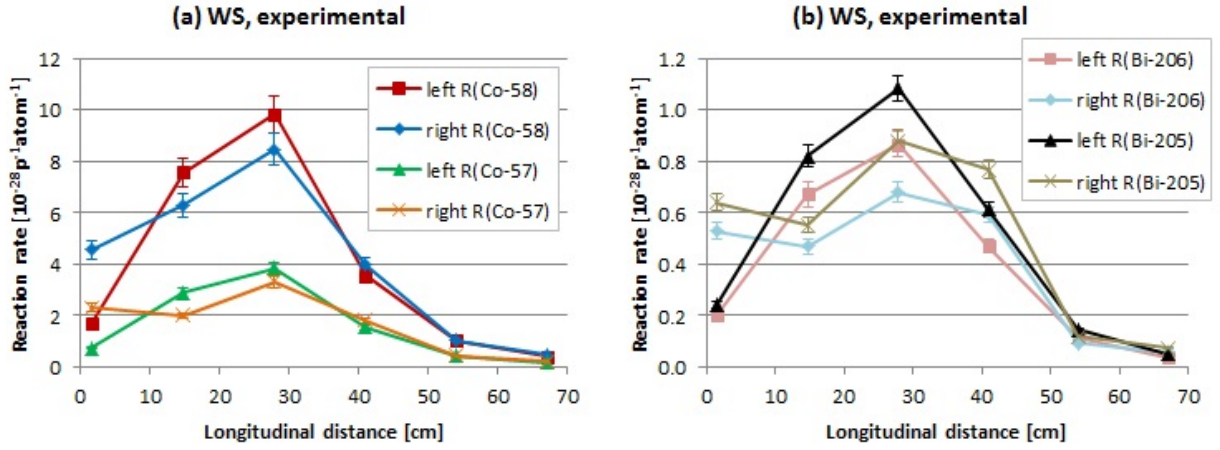 (a) WS, experimental
Reaction rate [10⁻²⁸p⁻¹atom⁻¹]
12
10
8
6
4
2
0
left R(Co-58)
right R(Co-58)
left R(Co-57)
right R(Co-57)
0 10 20 30 40 50 60 70
Longitudinal distance [cm]
(b) WS, experimental
Reaction rate [10⁻²⁸p⁻¹atom⁻¹]
1.2
1.0
0.8
0.6
0.4
0.2
0.0
left R(Bi-206)
right R(Bi-206)
left R(Bi-205)
right R(Bi-205)
0 10 20 30 40 50 60 70
Longitudinal distance [cm]